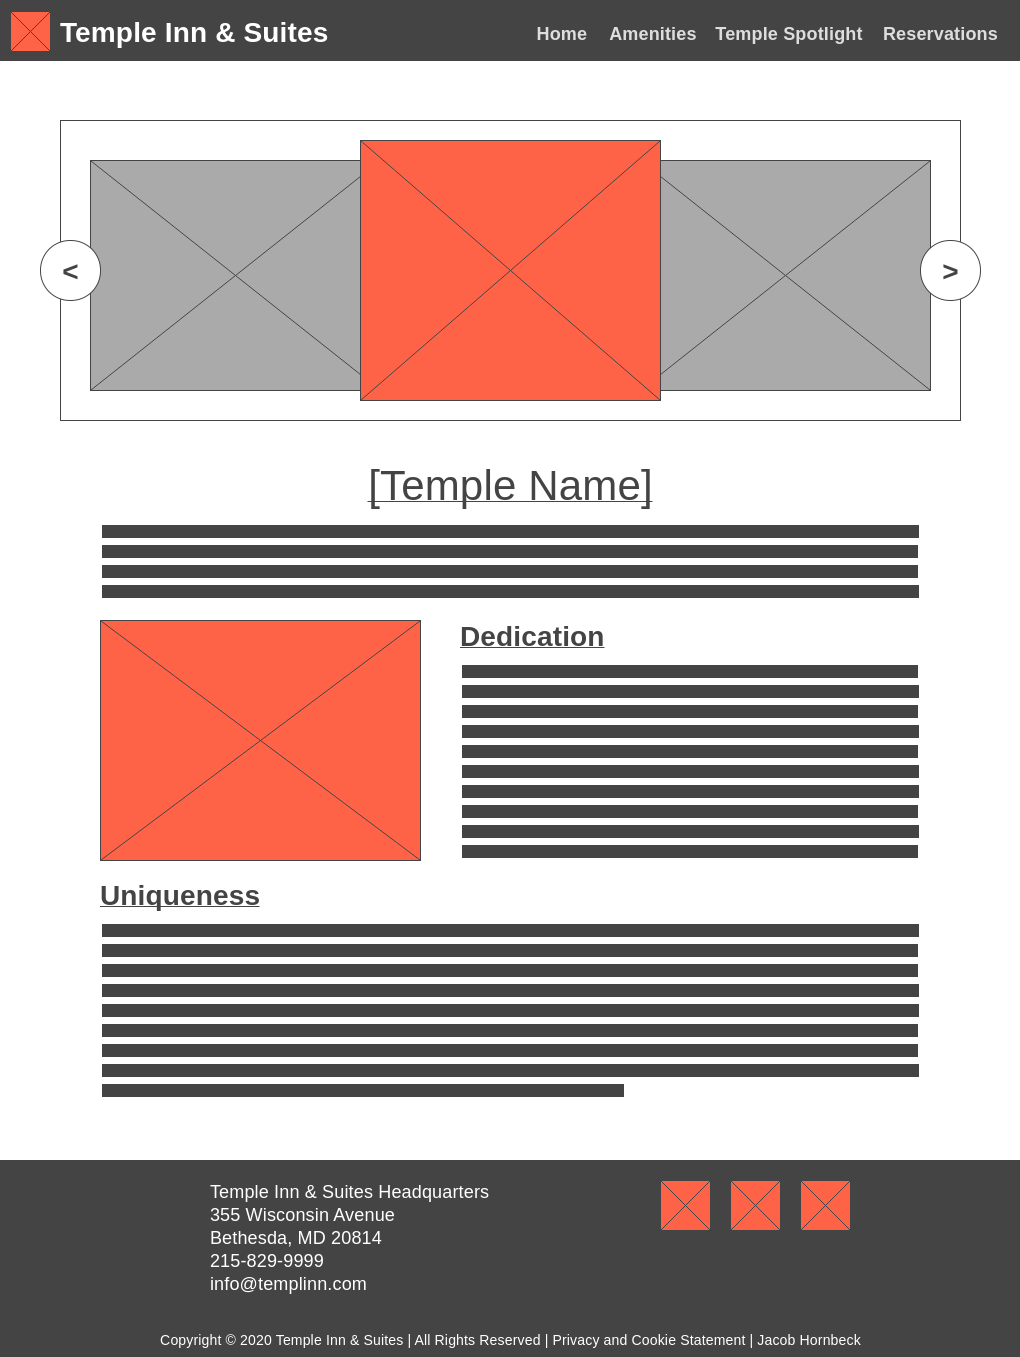 Temple Inn & Suites
Home Amenities Temple Spotlight Reservations
< >
[Temple Name]
Dedication
Uniqueness
Temple Inn & Suites Headquarters
355 Wisconsin Avenue
Bethesda, MD 20814
215-829-9999
info@templinn.com
Copyright © 2020 Temple Inn & Suites | All Rights Reserved | Privacy and Cookie Statement | Jacob Hornbeck